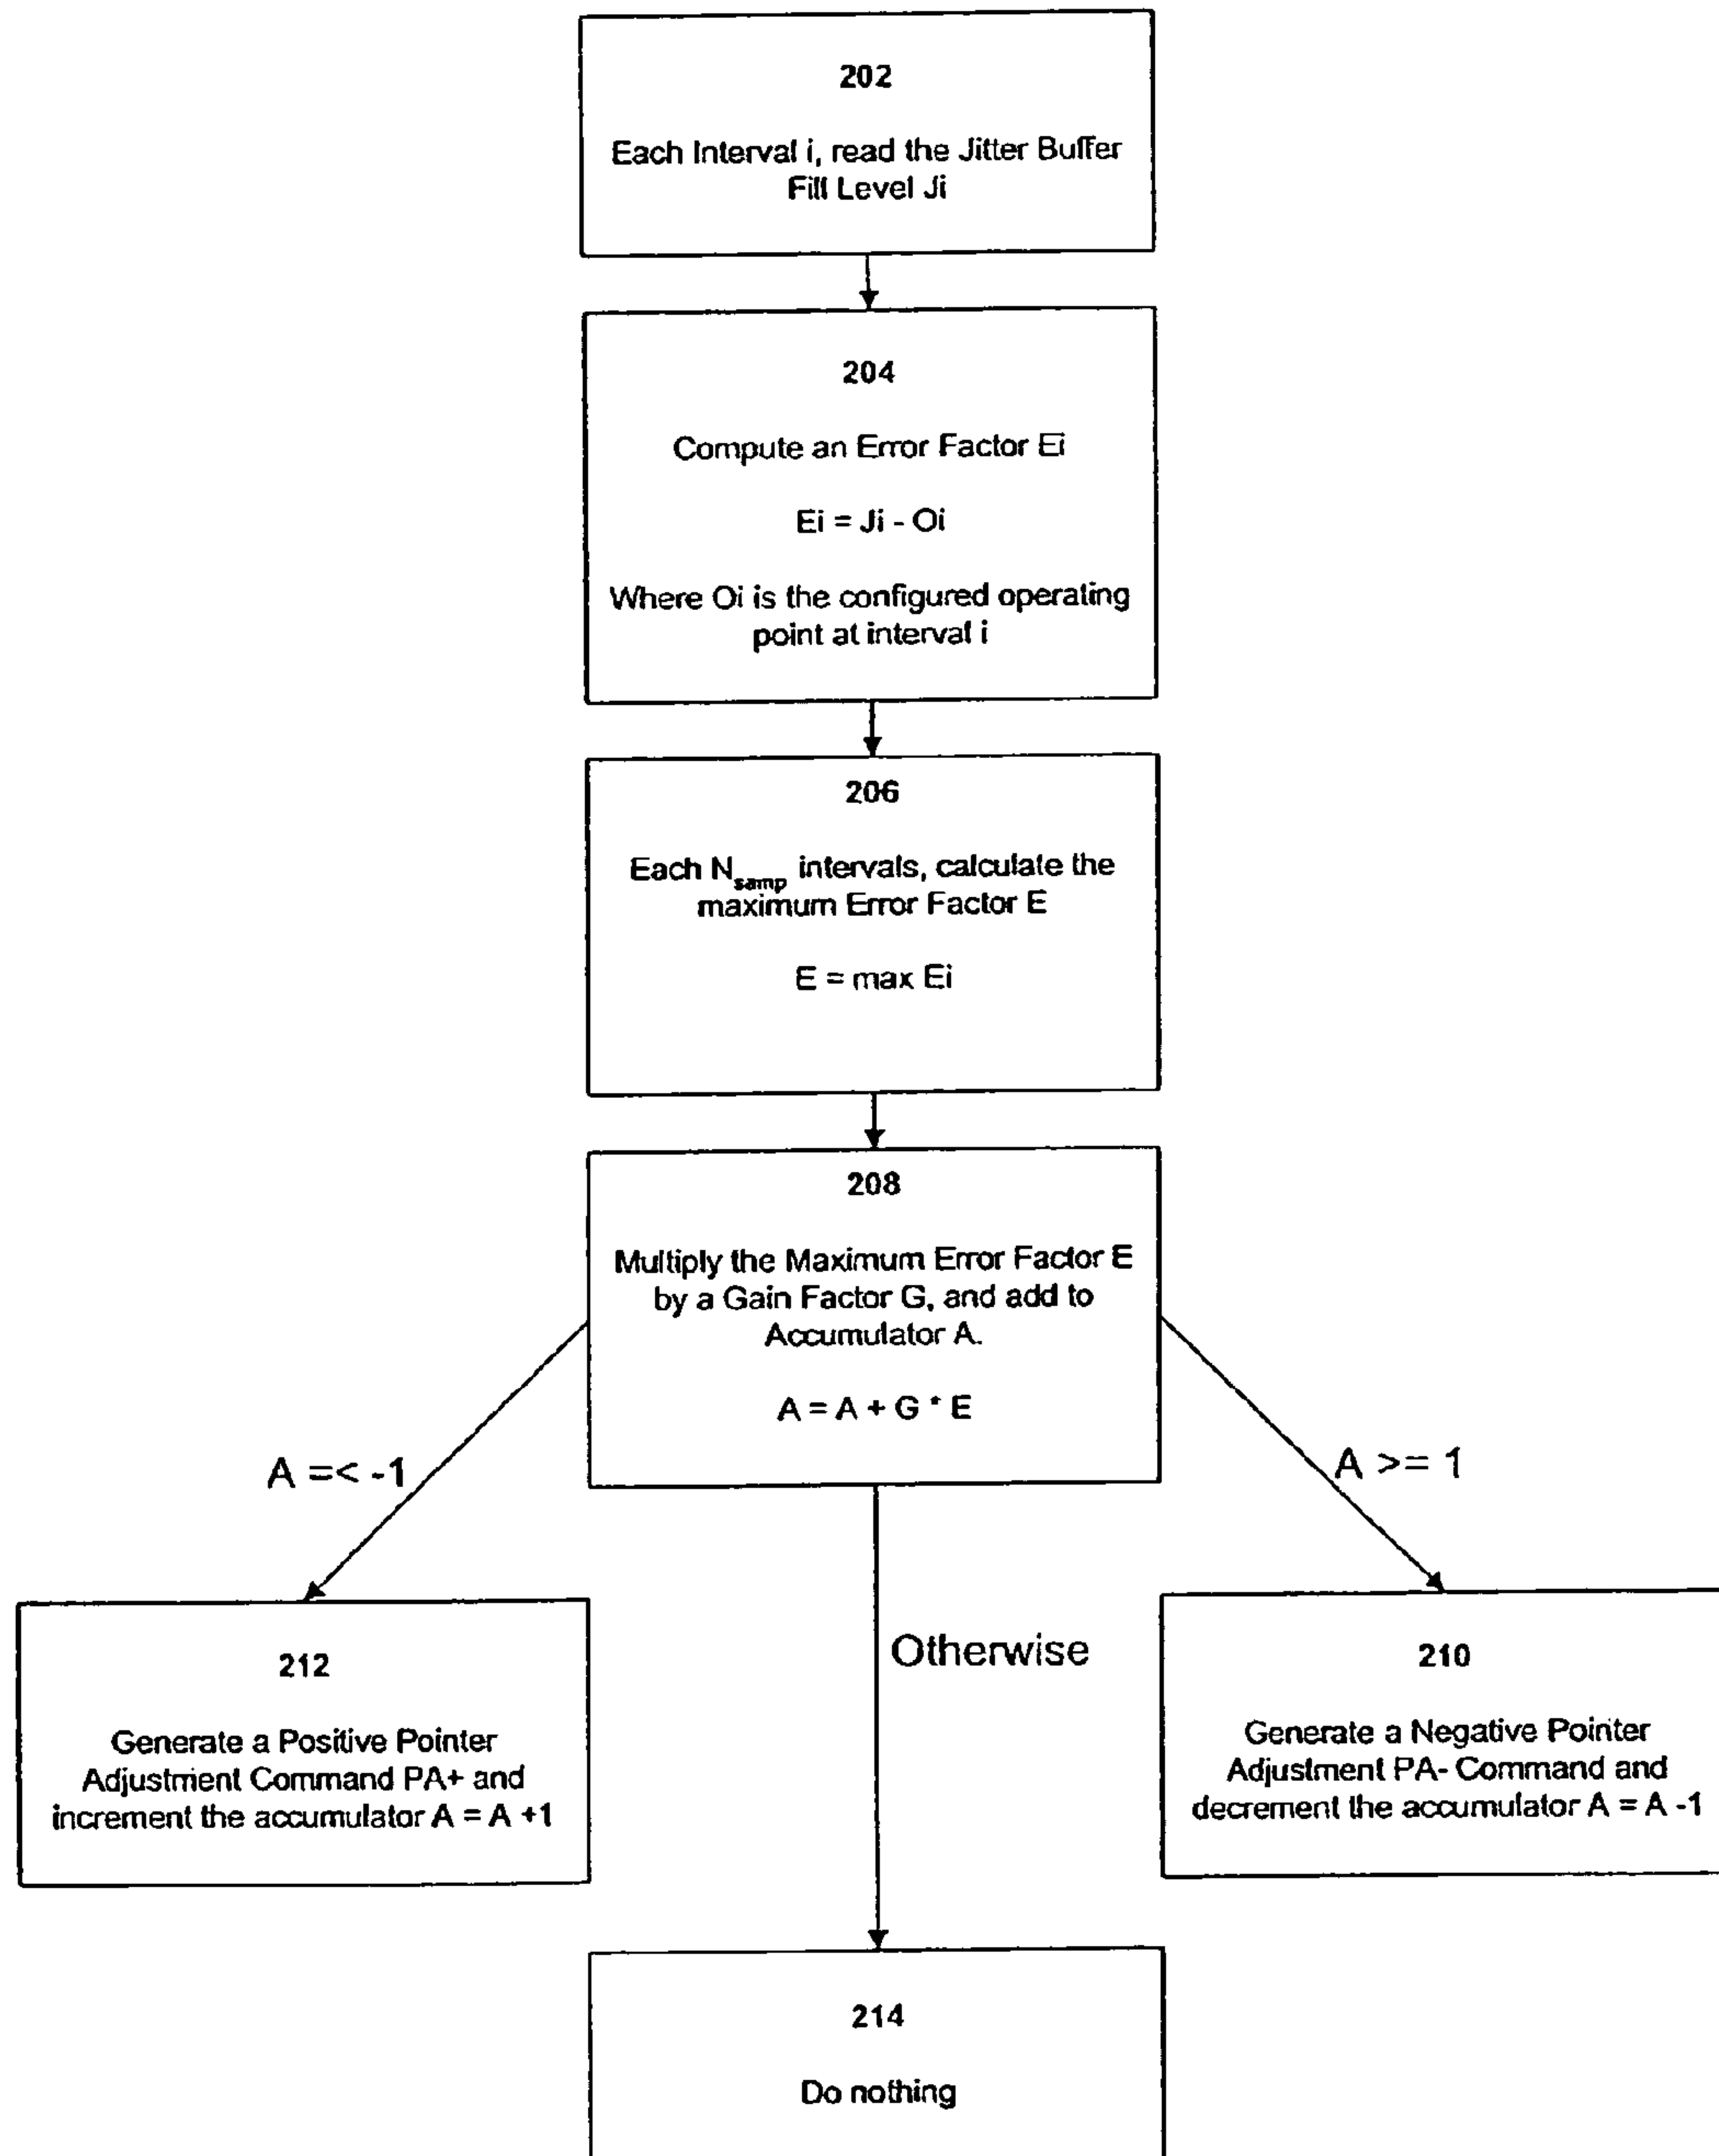 202
Each Interval i, read the Jitter Buffer
Fill Level Ji
204
Compute an Error Factor Ei
Ei = Ji - Oi
Where Oi is the configured operating
point at interval i
206
Each Nsamp intervals, calculate the
maximum Error Factor E
E = max Ei
208
Multiply the Maximum Error Factor E
by a Gain Factor G, and add to
Accumulator A.
A = A + G * E
A =< -1
A >= 1
Otherwise
212
Generate a Positive Pointer
Adjustment Command PA+ and
increment the accumulator A = A +1
210
Generate a Negative Pointer
Adjustment PA- Command and
decrement the accumulator A = A -1
214
Do nothing